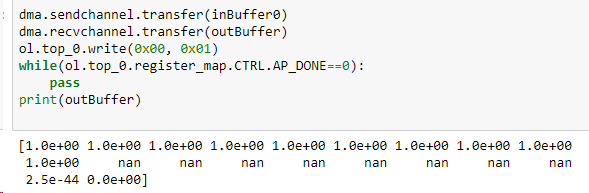 dma.sendchannel.transfer(inBuffer0)
dma.recvchannel.transfer(outBuffer)
ol.top_0.write(0x00, 0x01)
while(ol.top_0.register_map.CTRL.AP_DONE==0):
    pass
print(outBuffer)
[1.0e+00 1.0e+00 1.0e+00 1.0e+00 1.0e+00 1.0e+00 1.0e+00 1.0e+00
 1.0e+00     nan     nan     nan     nan     nan     nan     nan
 2.5e-44 0.0e+00]